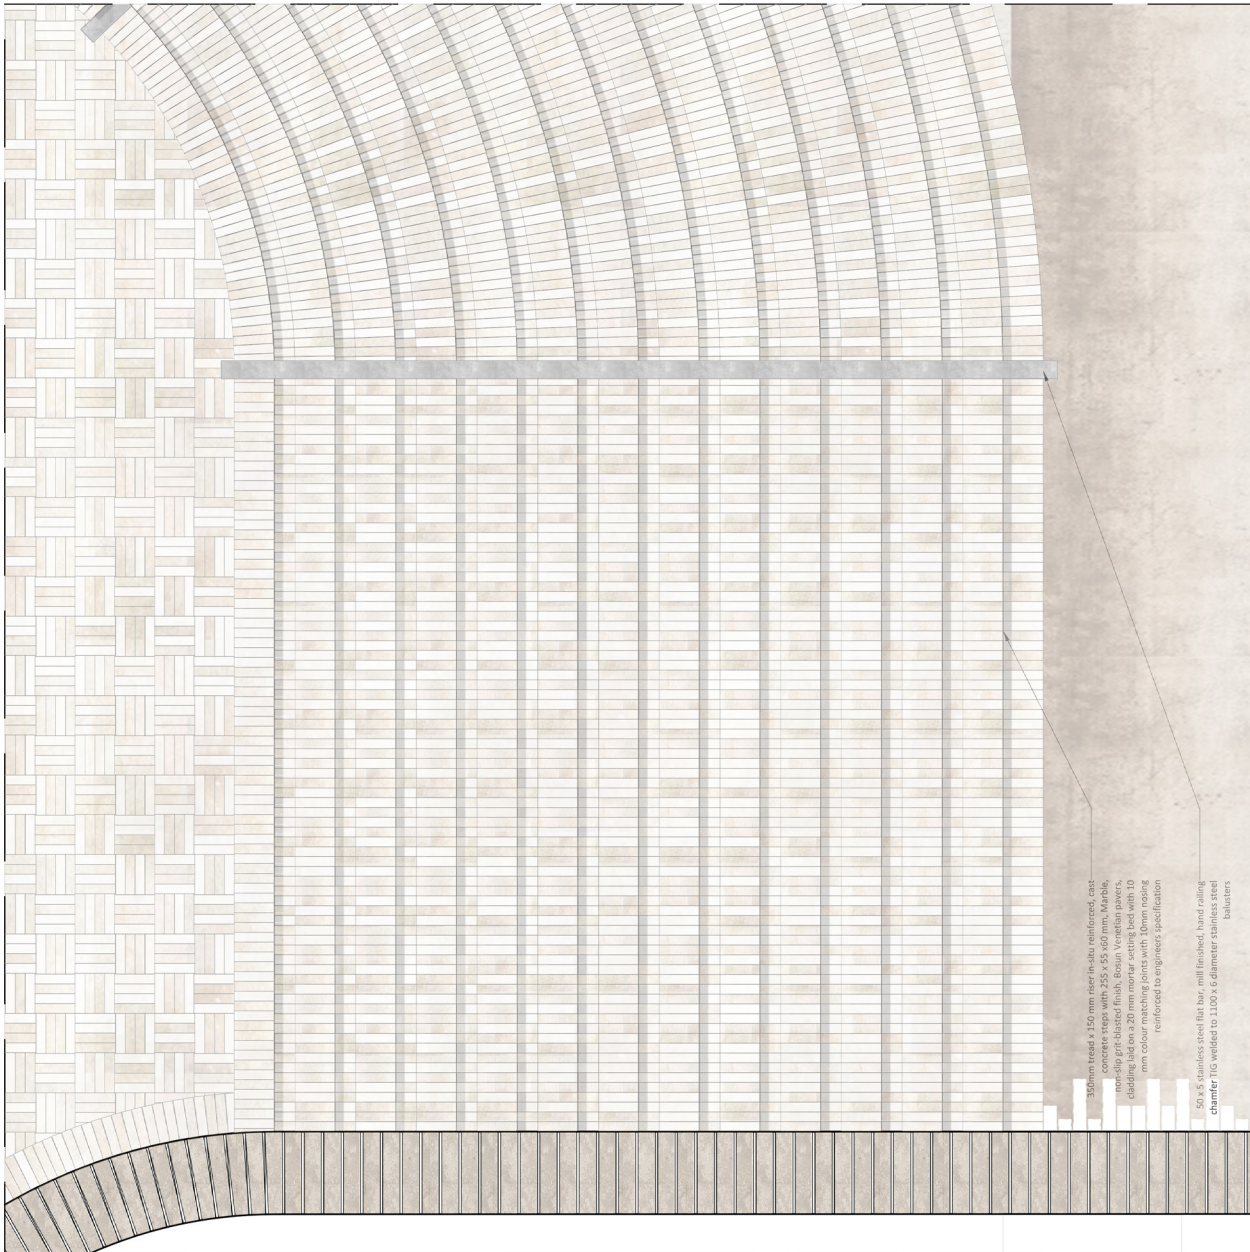 350mm tread x 150 mm riser in-situ reinforced, cast
concrete steps with 255 x 55 x60 mm, Marble,
non-slip grit-blasted finish, Bosun Venetian pavers,
cladding laid on a 20 mm mortar setting bed with 10
mm colour matching joints with 10mm nosing
reinforced to engineers specification
50 x 5 stainless steel flat bar, mill finished, hand railing
chamfer TIG welded to 1100 x 6 diameter stainless steel
balusters